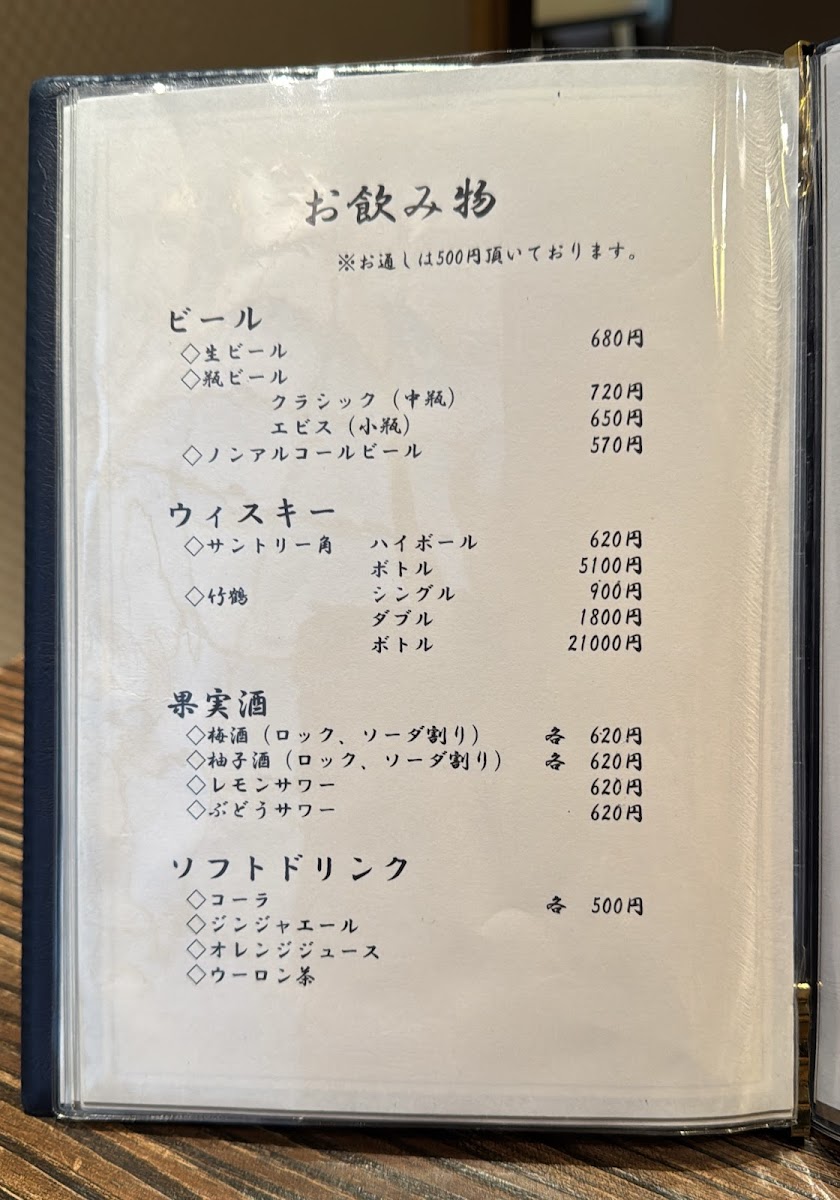 お飲み物
※お通しは500円頂いております。
ビール
◇生ビール 680円
◇瓶ビール
クラシック（中瓶） 720円
エビス（小瓶） 650円
◇ノンアルコールビール 570円
ウィスキー
◇サントリー角 ハイボール 620円
ボトル 5100円
◇竹鶴 シングル 900円
ダブル 1800円
ボトル 21000円
果実酒
◇梅酒（ロック、ソーダ割り） 各 620円
◇柚子酒（ロック、ソーダ割り） 各 620円
◇レモンサワー 620円
◇ぶどうサワー 620円
ソフトドリンク
◇コーラ 各 500円
◇ジンジャエール
◇オレンジジュース
◇ウーロン茶